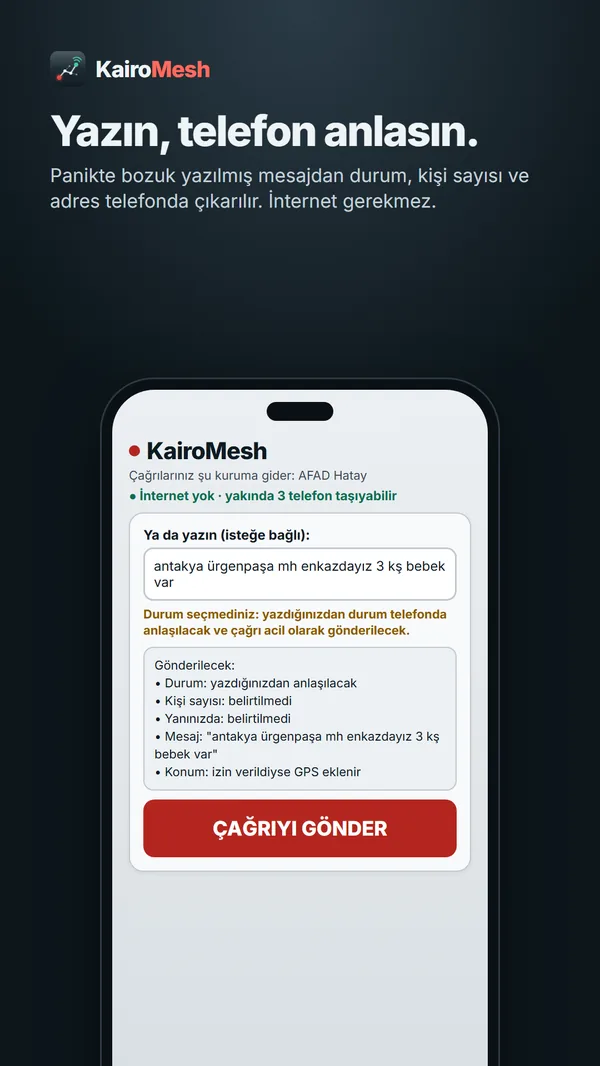 KairoMesh
Yazın, telefon anlasın.
Panikte bozuk yazılmış mesajdan durum, kişi sayısı ve
adres telefonda çıkarılır. İnternet gerekmez.
KairoMesh
Çağrılarınız şu kuruma gider: AFAD Hatay
● İnternet yok · yakında 3 telefon taşıyabilir
Ya da yazın (isteğe bağlı):
antakya ürgenpaşa mh enkazdayız 3 kş bebek
var
Durum seçmediniz: yazdığınızdan durum telefonda
anlaşılacak ve çağrı acil olarak gönderilecek.
Gönderilecek:
• Durum: yazdığınızdan anlaşılacak
• Kişi sayısı: belirtilmedi
• Yanınızda: belirtilmedi
• Mesaj: "antakya ürgenpaşa mh enkazdayız 3 kş
bebek var"
• Konum: izin verildiyse GPS eklenir
ÇAĞRIYI GÖNDER